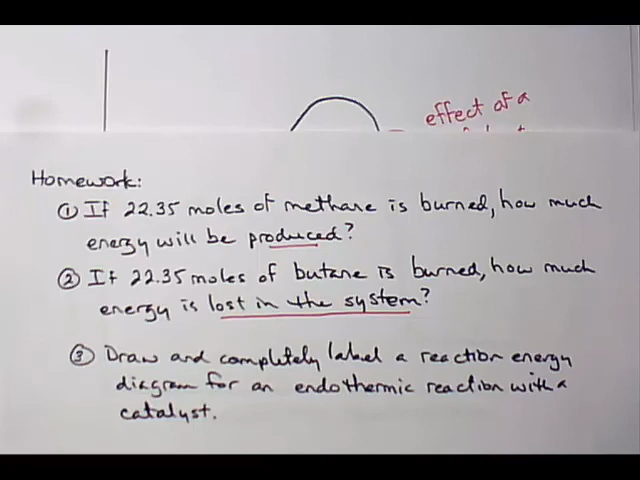 effect of a
Homework:
① If 22.35 moles of methane is burned, how much
energy will be produced?
② If 22.35 moles of butane is burned, how much
energy is lost in the system?
③ Draw and completely label a reaction energy
diagram for an endothermic reaction with a
catalyst.